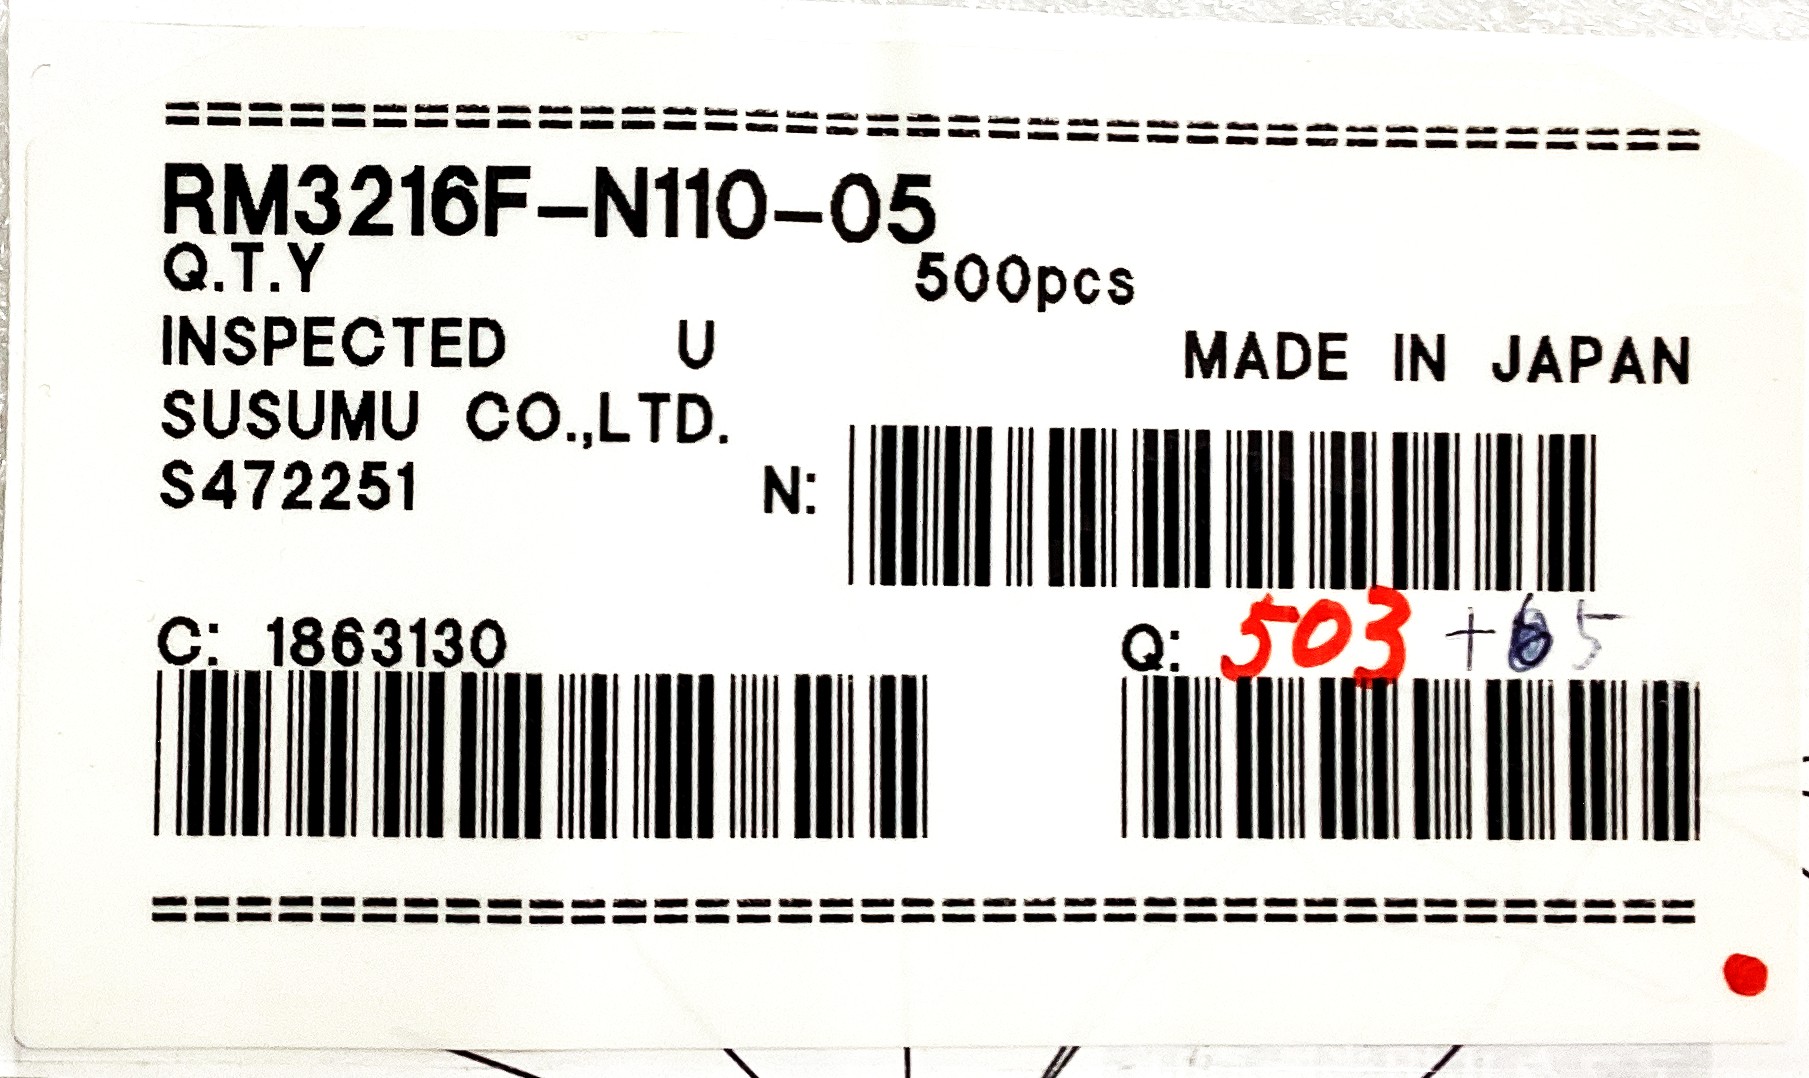 RM3216F-N110-05
Q.T.Y 500pcs
INSPECTED U MADE IN JAPAN
SUSUMU CO.,LTD.
S472251 N:
C: 1863130 Q: 503